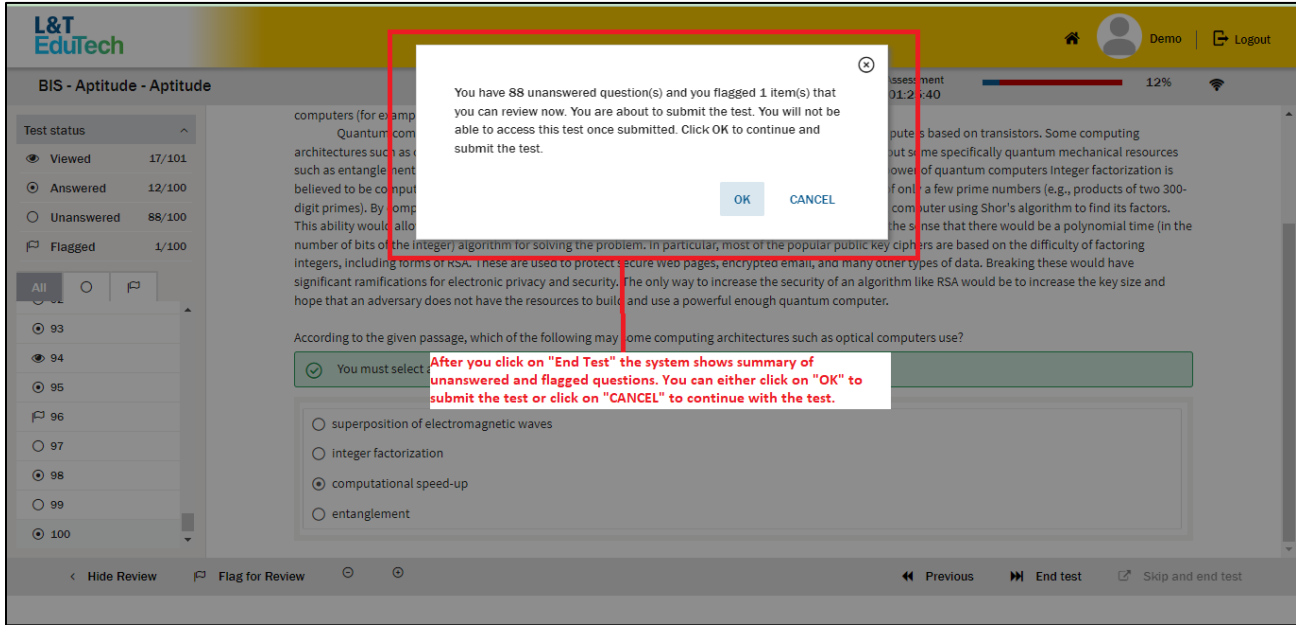 L&T
EduTech
Demo
Logout
BIS - Aptitude - Aptitude
Assessment
01:25:40
12%
You have 88 unanswered question(s) and you flagged 1 item(s) that
you can review now. You are about to submit the test. You will not be
able to access this test once submitted. Click OK to continue and
submit the test.
OK CANCEL
Test status
Viewed 17/101
Answered 12/100
Unanswered 88/100
Flagged 1/100
All
93
94
95
96
97
98
99
100
computers (for examp
Quantum com puters based on transistors. Some computing
architectures such as but some specifically quantum mechanical resources
such as entanglement ower of quantum computers Integer factorization is
believed to be comput f only a few prime numbers (e.g., products of two 300-
digit primes). By comp computer using Shor's algorithm to find its factors.
This ability would allo the sense that there would be a polynomial time (in the
number of bits of the integer) algorithm for solving the problem. In particular, most of the popular public key ciphers are based on the difficulty of factoring
integers, including forms of RSA. These are used to protect secure web pages, encrypted email, and many other types of data. Breaking these would have
significant ramifications for electronic privacy and security. The only way to increase the security of an algorithm like RSA would be to increase the key size and
hope that an adversary does not have the resources to build and use a powerful enough quantum computer.
According to the given passage, which of the following may some computing architectures such as optical computers use?
You must select
After you click on "End Test" the system shows summary of
unanswered and flagged questions. You can either click on "OK" to
submit the test or click on "CANCEL" to continue with the test.
superposition of electromagnetic waves
integer factorization
computational speed-up
entanglement
Hide Review Flag for Review Previous End test Skip and end test